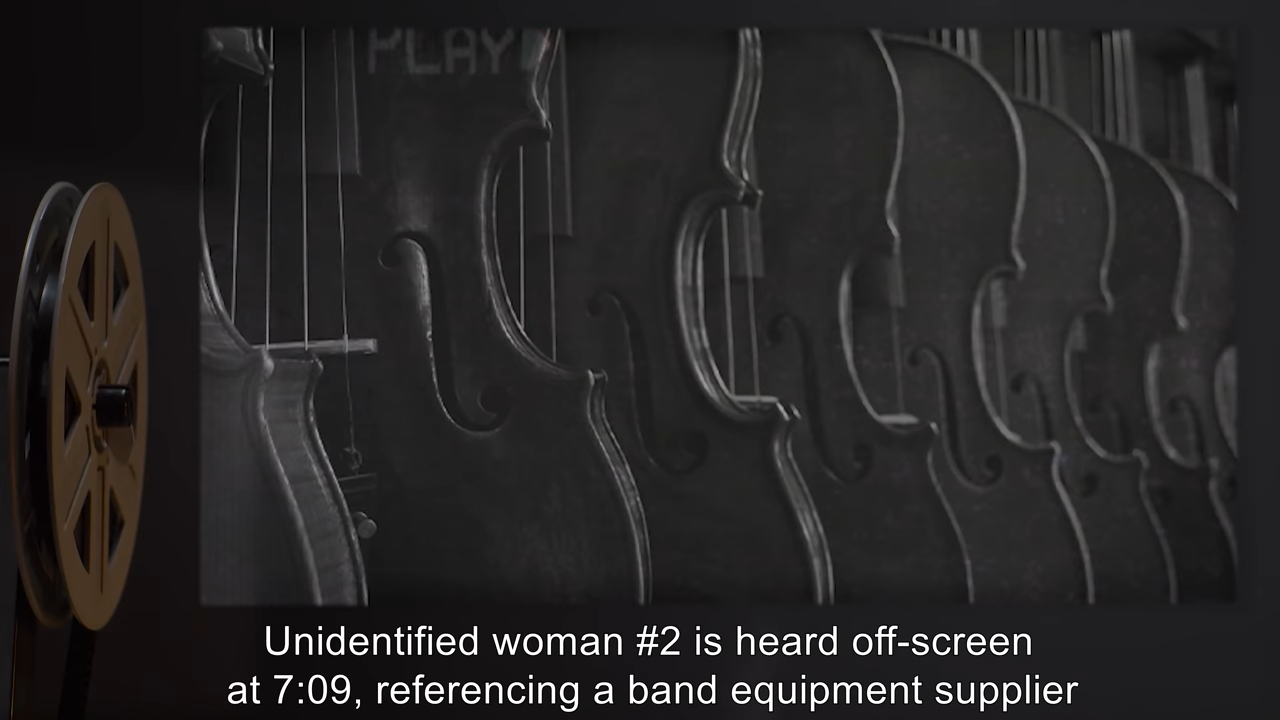 PLAY
Unidentified woman #2 is heard off-screen
at 7:09, referencing a band equipment supplier